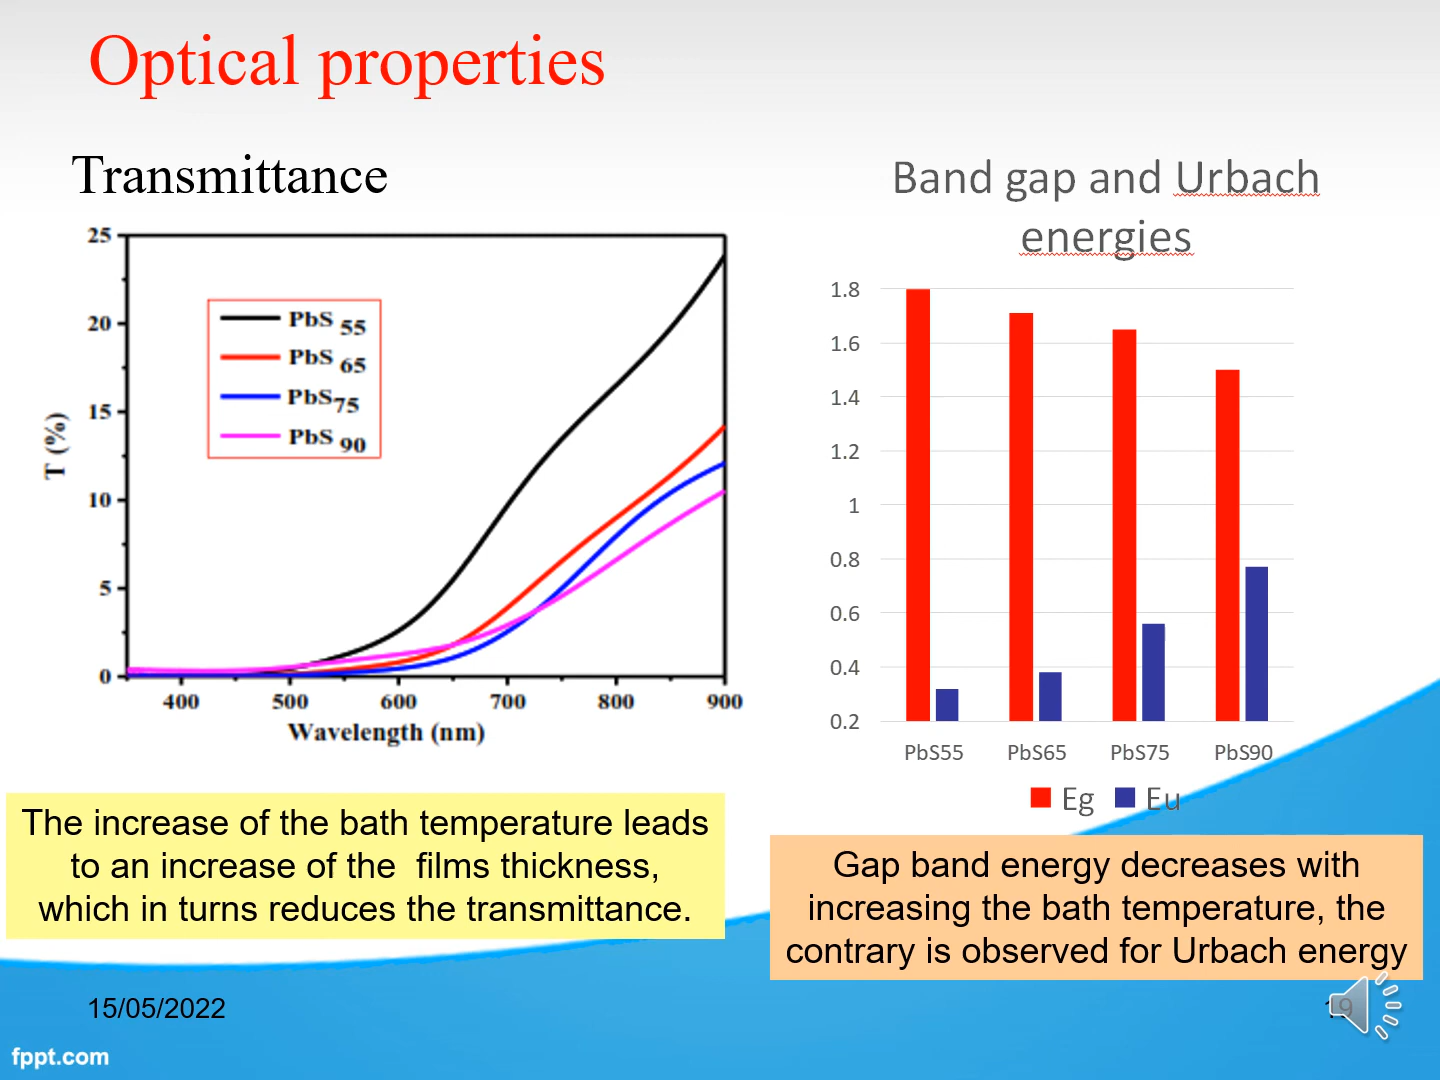 Optical properties
Transmittance
25
20
15
10
5
0
T (%)
PbS 55
PbS 65
PbS75
PbS 90
400 500 600 700 800 900
Wavelength (nm)
Band gap and Urbach
energies
1.8
1.6
1.4
1.2
1
0.8
0.6
0.4
0.2
PbS55 PbS65 PbS75 PbS90
Eg Eu
The increase of the bath temperature leads
to an increase of the films thickness,
which in turns reduces the transmittance.
Gap band energy decreases with
increasing the bath temperature, the
contrary is observed for Urbach energy
15/05/2022
19
fppt.com